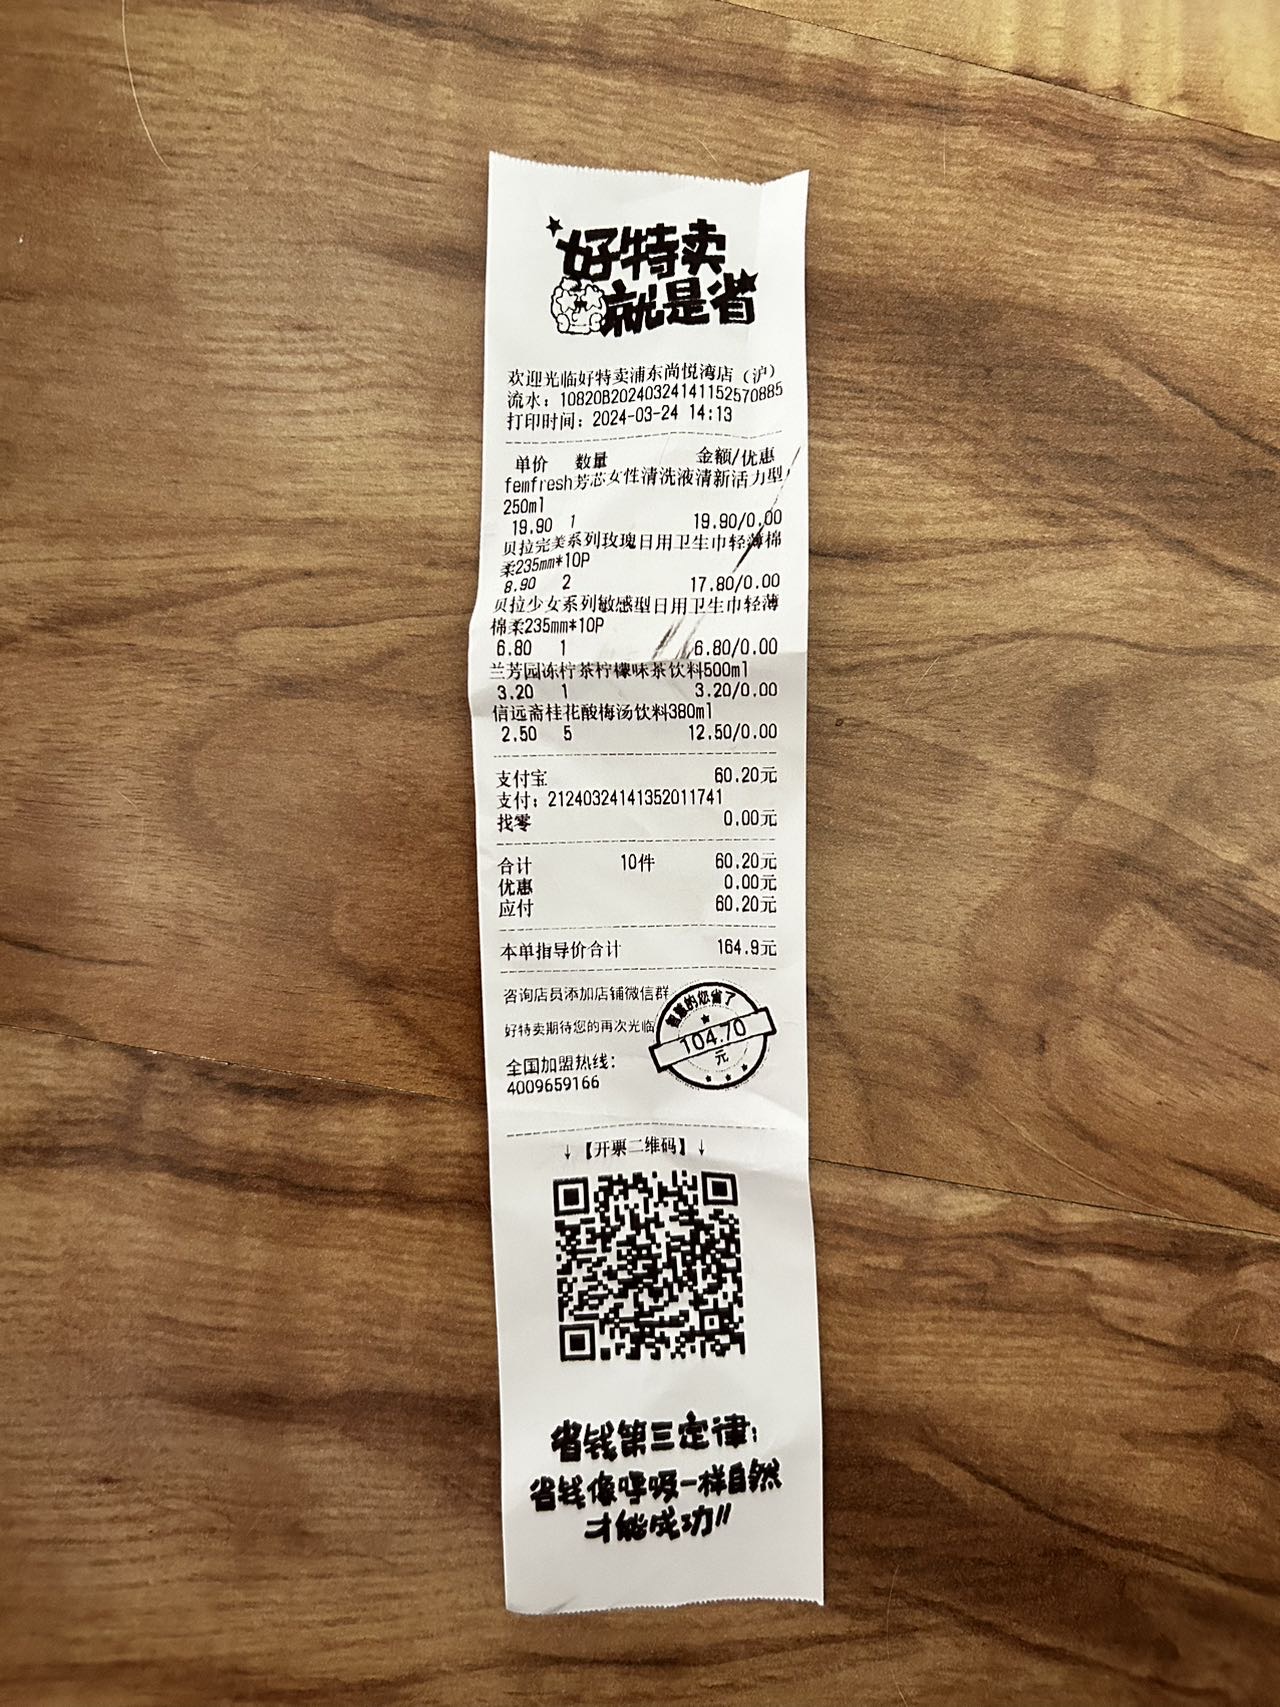 好特卖
就是省
欢迎光临好特卖浦东尚悦湾店（沪）
流水：10820B20240324141152570885
打印时间：2024-03-24 14:13
单价 数量 金额/优惠
femfresh芳芯女性清洗液清新活力型/
250ml
19.90 1 19.90/0.00
贝拉完美系列玫瑰日用卫生巾轻薄棉
柔235mm*10P
8.90 2 17.80/0.00
贝拉少女系列敏感型日用卫生巾轻薄
棉柔235mm*10P
6.80 1 6.80/0.00
兰芳园冻柠茶柠檬味茶饮料500ml
3.20 1 3.20/0.00
信远斋桂花酸梅汤饮料380ml
2.50 5 12.50/0.00
支付宝 60.20元
支付：21240324141352011741
找零 0.00元
合计 10件 60.20元
优惠 0.00元
应付 60.20元
本单指导价合计 164.9元
咨询店员添加店铺微信群
好特卖期待您的再次光临
的您省了
104.70
元
全国加盟热线：
4009659166
↓【开票二维码】↓
省钱第三定律：
省钱像呼吸一样自然
才能成功!!